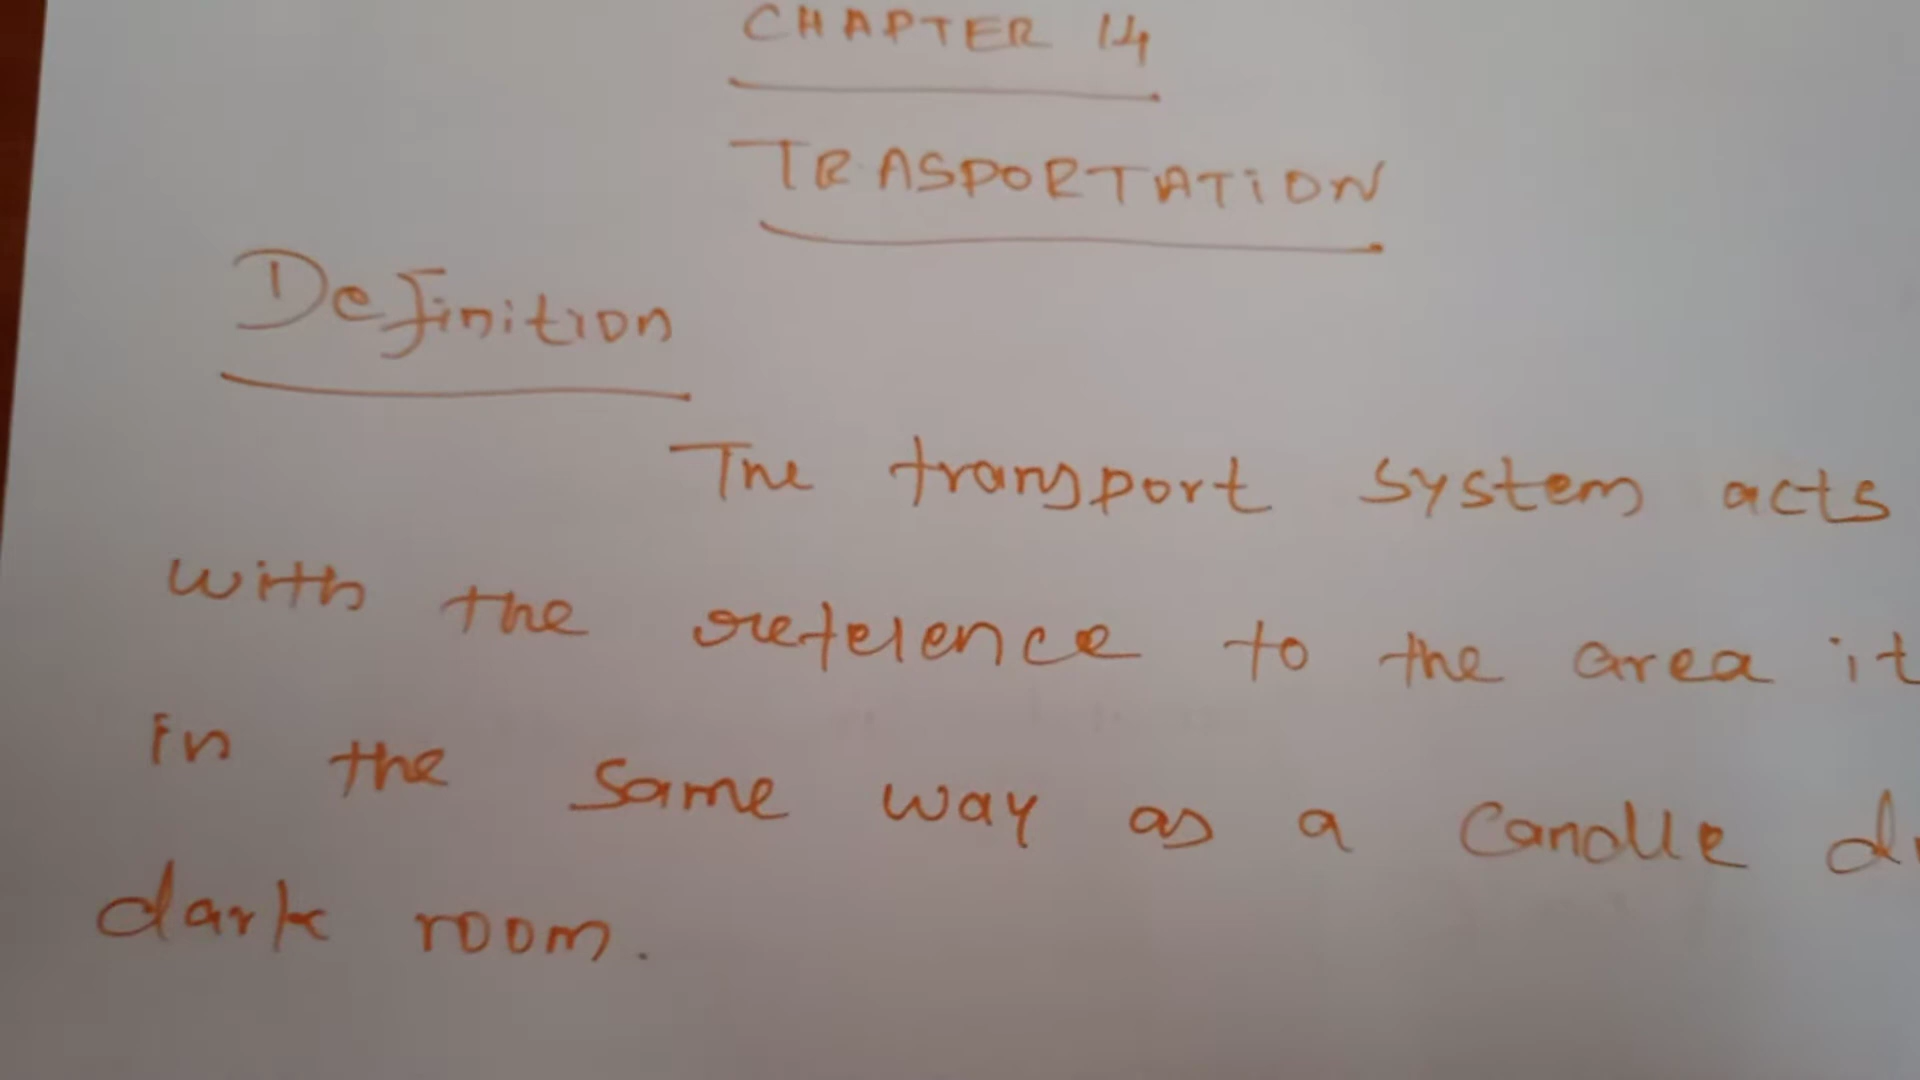 CHAPTER 14
TRASPORTATION
Definition
The transport system acts
with the reference to the area it
in the same way as a candle
dark room.